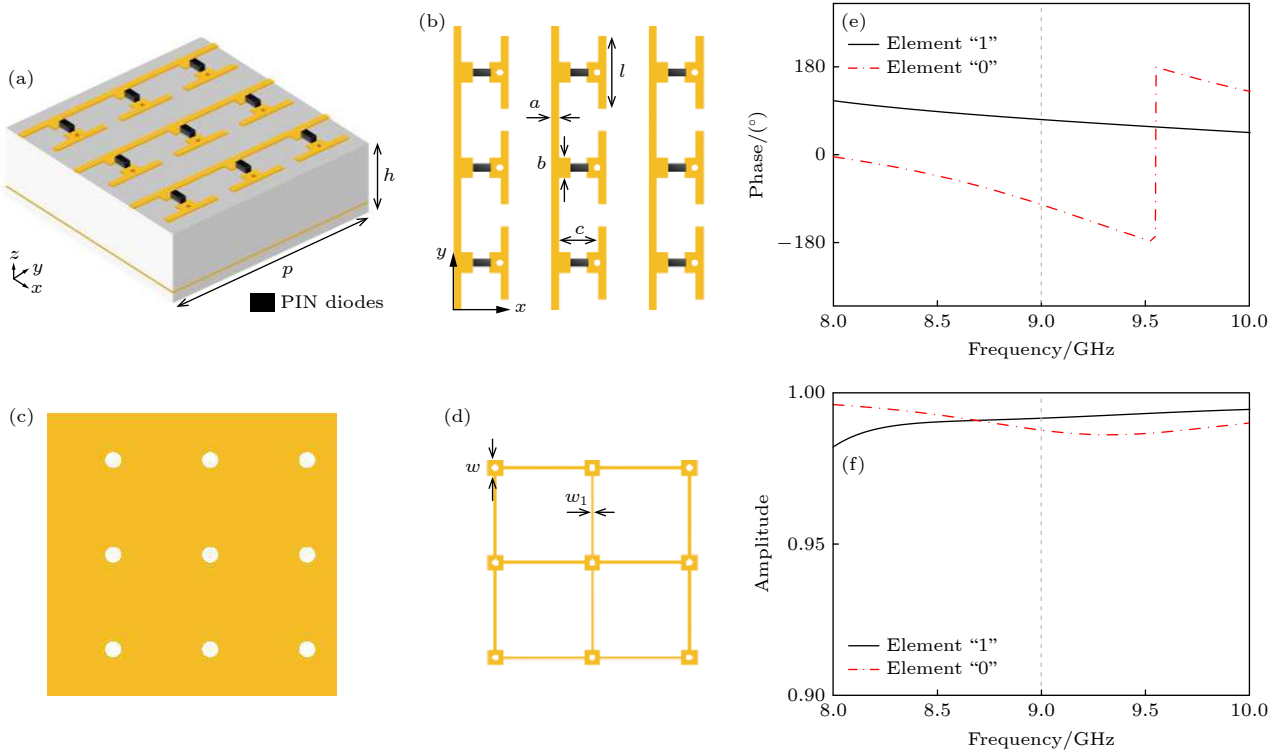 (a)
h
p
z
y
x
PIN diodes
(b)
l
a
b
c
y
x
(c)
(d)
w
w₁
(e)
Element “1”
Element “0”
Phase/(°)
180
0
−180
8.0 8.5 9.0 9.5 10.0
Frequency/GHz
(f)
Amplitude
1.00
0.95
0.90
Element “1”
Element “0”
8.0 8.5 9.0 9.5 10.0
Frequency/GHz